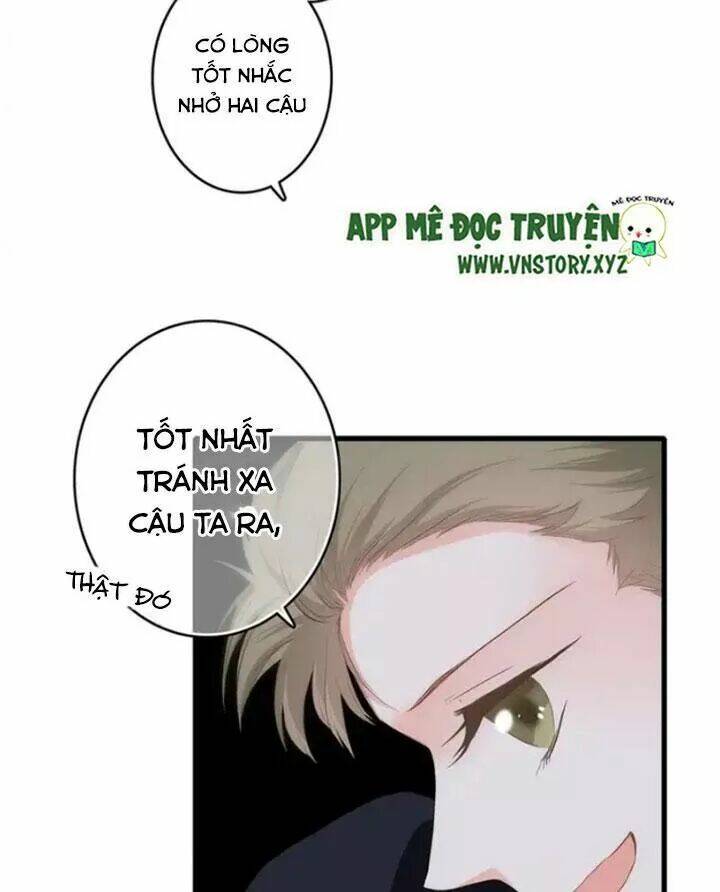 CÓ LÒNG
TỐT NHẮC
NHỞ HAI CẬU
MÊ ĐỌC TRUYỆN
APP MÊ ĐỌC TRUYỆN
WWW.VNSTORY.XYZ
TỐT NHẤT
TRÁNH XA
CẬU TA RA,
THẬT ĐÓ